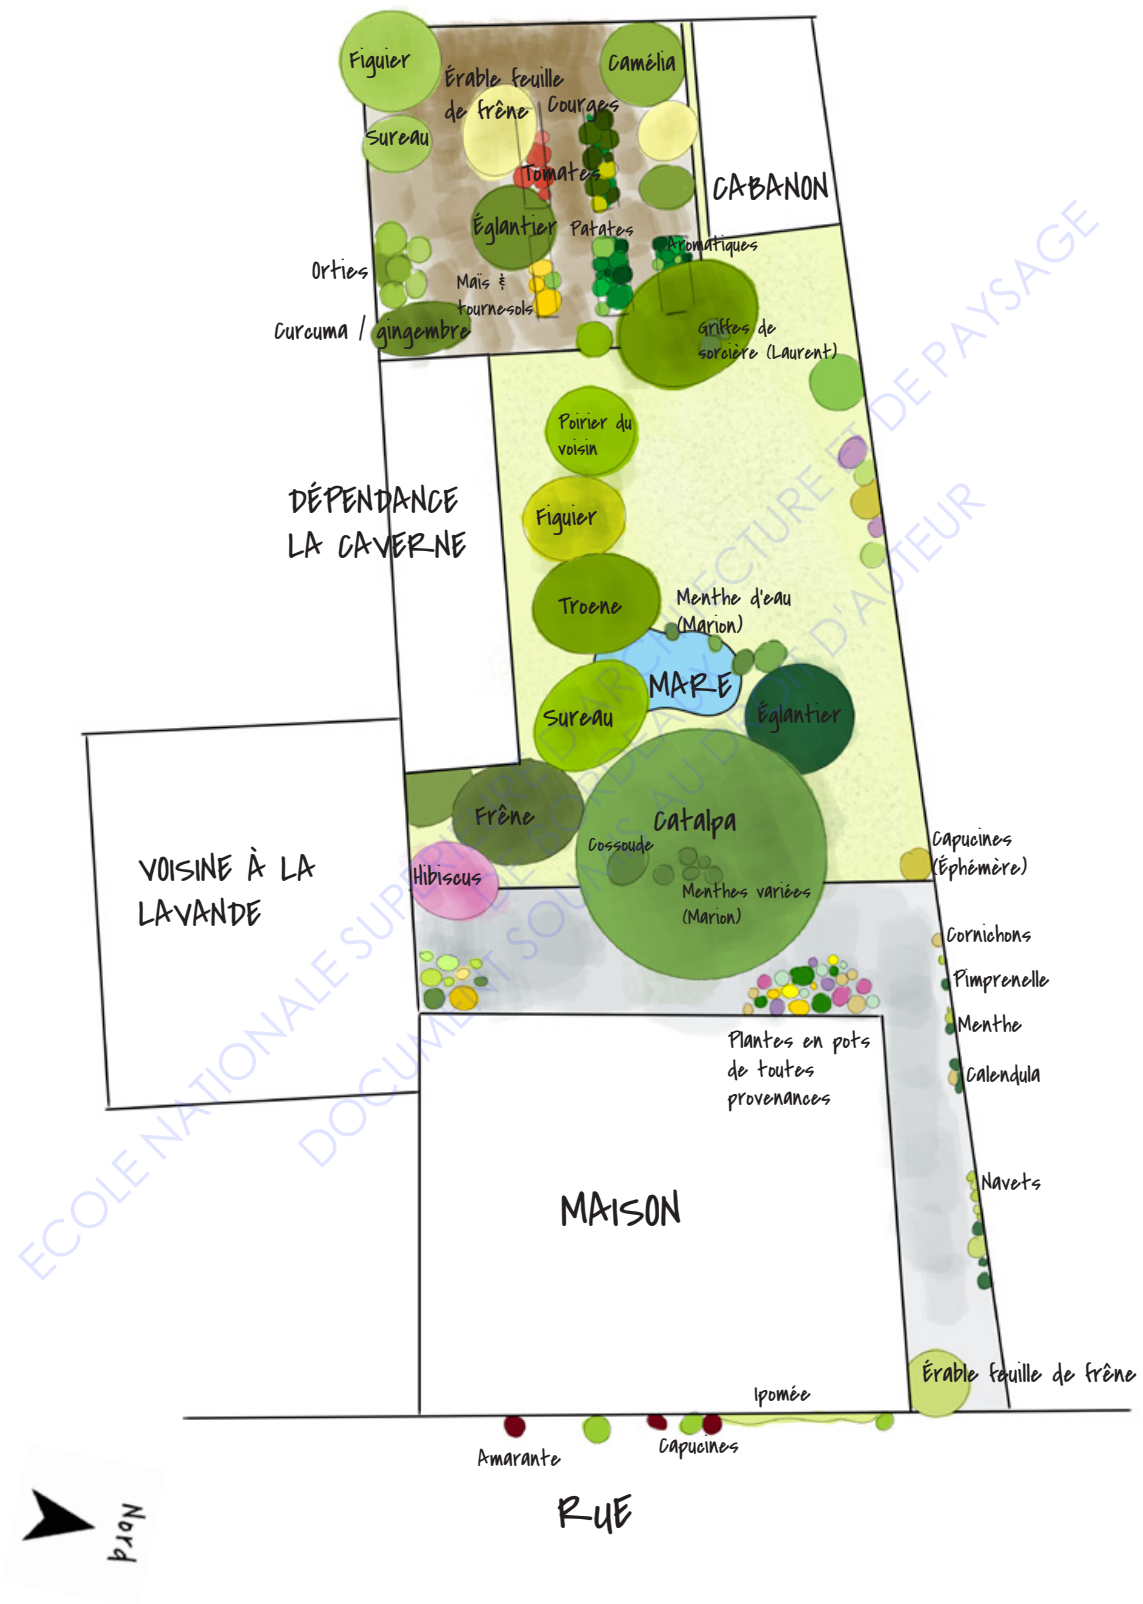 Figuier
Érable feuille
de frêne
Camélia
Courges
Sureau
Tomates
CABANON
Églantier
Patates
Aromatiques
Orties
Maïs &
tournesols
Curcuma / gingembre
Griffes de
sorcière (Laurent)
Poirier du
voisin
DÉPENDANCE
LA CAVERNE
Figuier
Troene
Menthe d'eau
(Marion)
MARE
Sureau
Églantier
Frêne
Catalpa
Cossoude
Capucines
(Éphémère)
VOISINE À LA
LAVANDE
Hibiscus
Menthes variées
(Marion)
Cornichons
Pimprenelle
Menthe
Plantes en pots
de toutes
provenances
Calendula
Navets
MAISON
Érable feuille de frêne
Ipomée
Amarante
Capucines
RUE
Nord
ECOLE NATIONALE SUPERIEURE D'ARCHITECTURE ET DE PAYSAGE
DE BORDEAUX
DOCUMENT SOUMIS AU DROIT D'AUTEUR